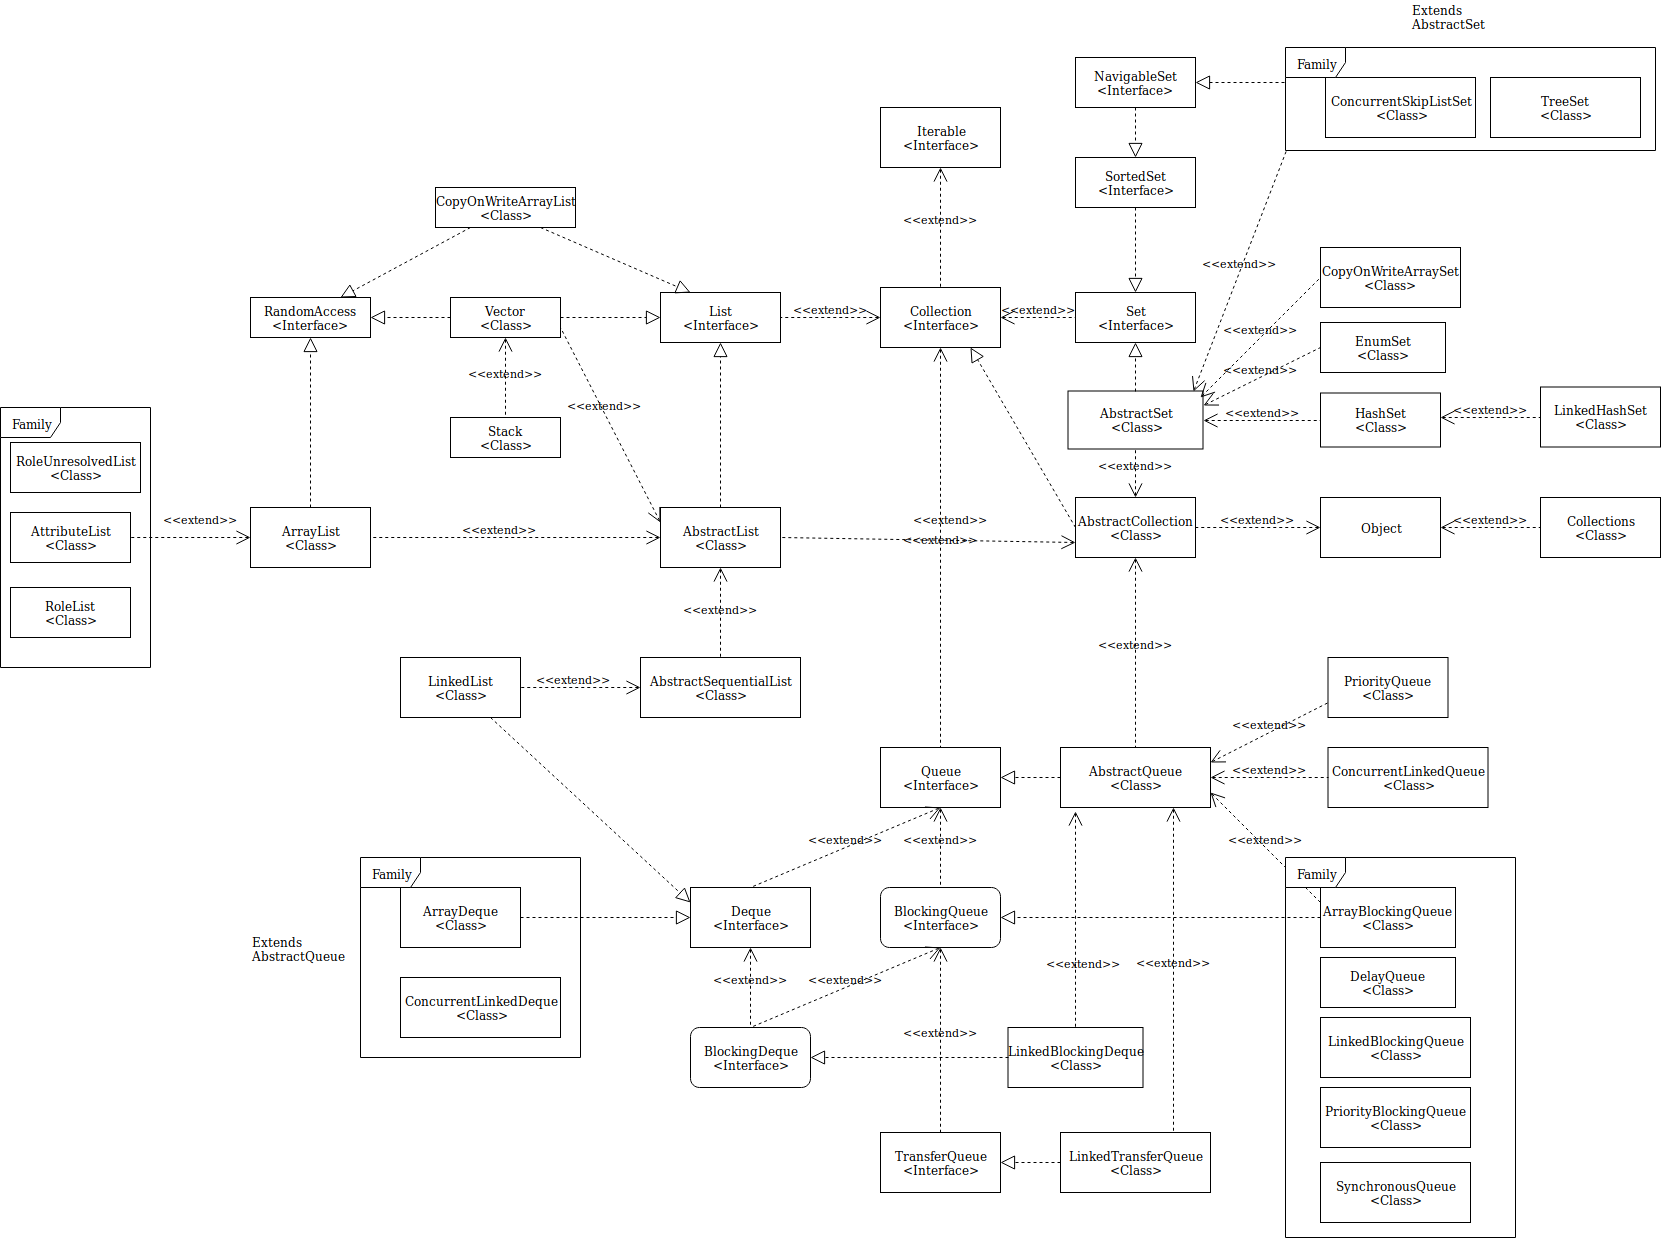 Extends
AbstractSet
Family
ConcurrentSkipListSet
<Class>
TreeSet
<Class>
NavigableSet
<Interface>
Iterable
<Interface>
SortedSet
<Interface>
CopyOnWriteArrayList
<Class>
<<extend>>
<<extend>>
CopyOnWriteArraySet
<Class>
RandomAccess
<Interface>
Vector
<Class>
List
<Interface>
<<extend>>
Collection
<Interface>
<<extend>>
Set
<Interface>
<<extend>>
EnumSet
<Class>
<<extend>>
<<extend>>
<<extend>>
Stack
<Class>
AbstractSet
<Class>
<<extend>>
HashSet
<Class>
<<extend>>
LinkedHashSet
<Class>
Family
RoleUnresolvedList
<Class>
AttributeList
<Class>
RoleList
<Class>
<<extend>>
<<extend>>
ArrayList
<Class>
<<extend>>
AbstractList
<Class>
<<extend>>
<<extend>>
AbstractCollection
<Class>
<<extend>>
Object
<<extend>>
Collections
<Class>
<<extend>>
<<extend>>
LinkedList
<Class>
<<extend>>
AbstractSequentialList
<Class>
PriorityQueue
<Class>
<<extend>>
Queue
<Interface>
AbstractQueue
<Class>
<<extend>>
ConcurrentLinkedQueue
<Class>
<<extend>>
<<extend>>
<<extend>>
Family
ArrayDeque
<Class>
ConcurrentLinkedDeque
<Class>
Extends
AbstractQueue
Deque
<Interface>
BlockingQueue
<Interface>
Family
ArrayBlockingQueue
<Class>
DelayQueue
<Class>
LinkedBlockingQueue
<Class>
PriorityBlockingQueue
<Class>
SynchronousQueue
<Class>
<<extend>>
<<extend>>
<<extend>>
<<extend>>
<<extend>>
BlockingDeque
<Interface>
LinkedBlockingDeque
<Class>
TransferQueue
<Interface>
LinkedTransferQueue
<Class>